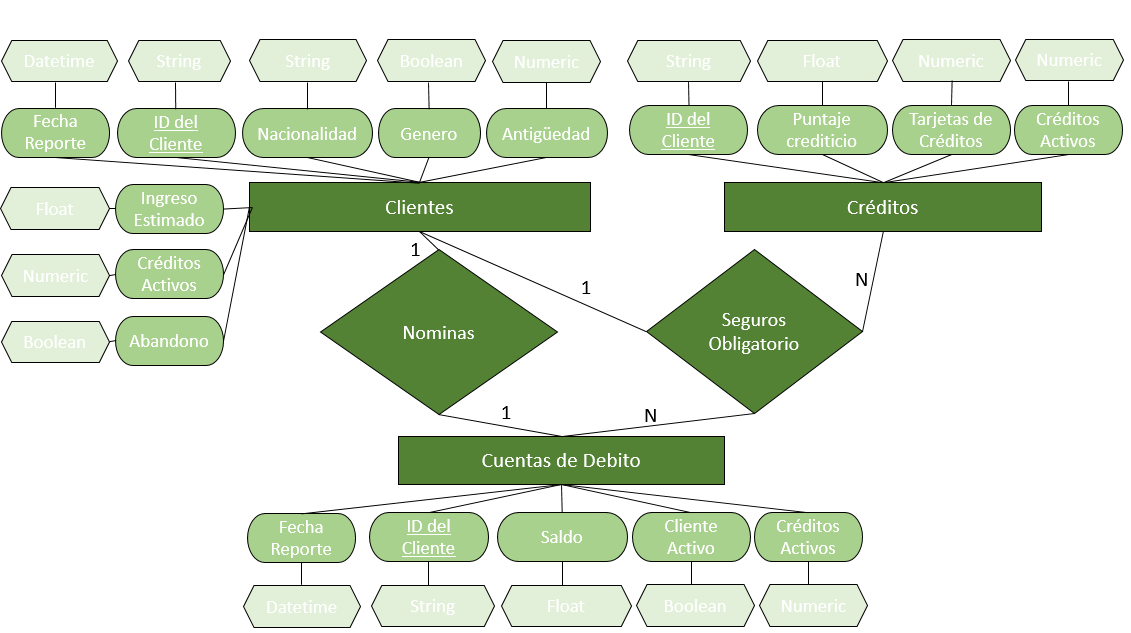 Datetime
String
String
Boolean
Numeric
String
Float
Numeric
Numeric
Fecha
Reporte
ID del
Cliente
Nacionalidad
Genero
Antigüedad
ID del
Cliente
Puntaje
crediticio
Tarjetas de
Créditos
Créditos
Activos
Float
Ingreso
Estimado
Clientes
Créditos
Numeric
Créditos
Activos
1
1
N
Boolean
Abandono
Nominas
Seguros
Obligatorio
1
N
Cuentas de Debito
Fecha
Reporte
ID del
Cliente
Saldo
Cliente
Activo
Créditos
Activos
Datetime
String
Float
Boolean
Numeric